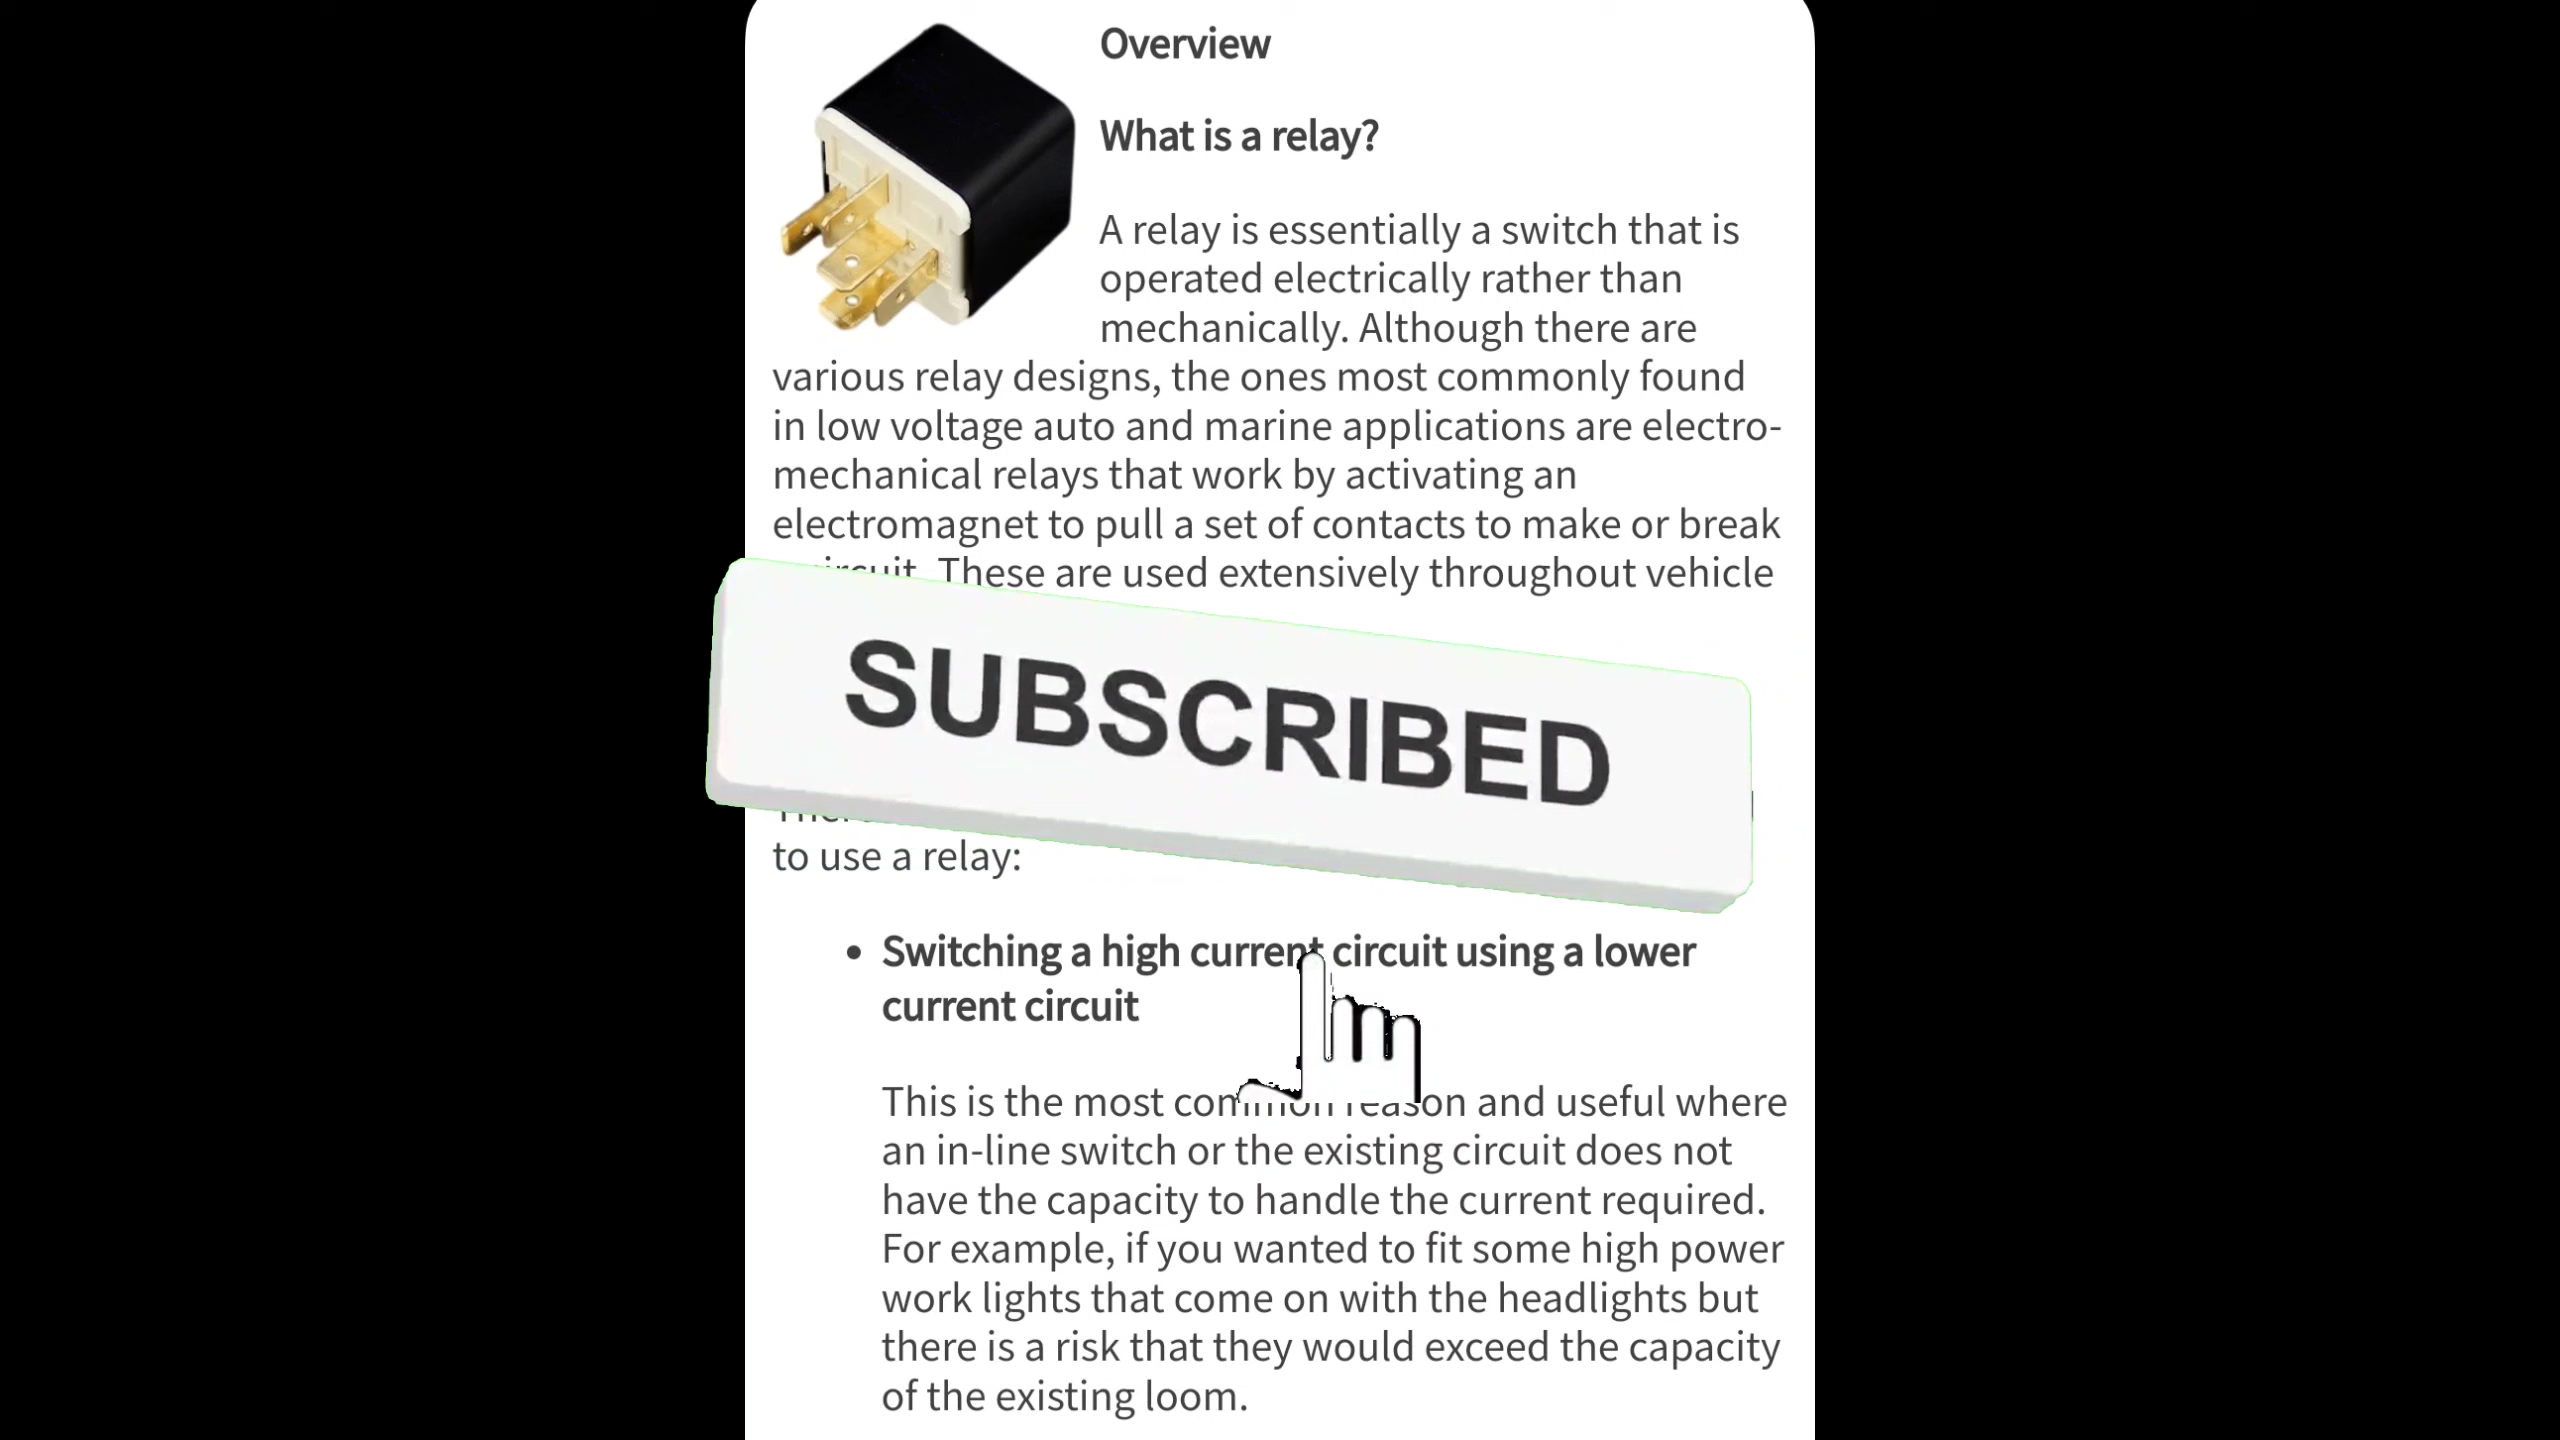 Overview
What is a relay?
A relay is essentially a switch that is
operated electrically rather than
mechanically. Although there are
various relay designs, the ones most commonly found
in low voltage auto and marine applications are electro-
mechanical relays that work by activating an
electromagnet to pull a set of contacts to make or break
circuit. These are used extensively throughout vehicle
SUBSCRIBED
to use a relay:
• Switching a high current circuit using a lower
current circuit
This is the most common reason and useful where
an in-line switch or the existing circuit does not
have the capacity to handle the current required.
For example, if you wanted to fit some high power
work lights that come on with the headlights but
there is a risk that they would exceed the capacity
of the existing loom.